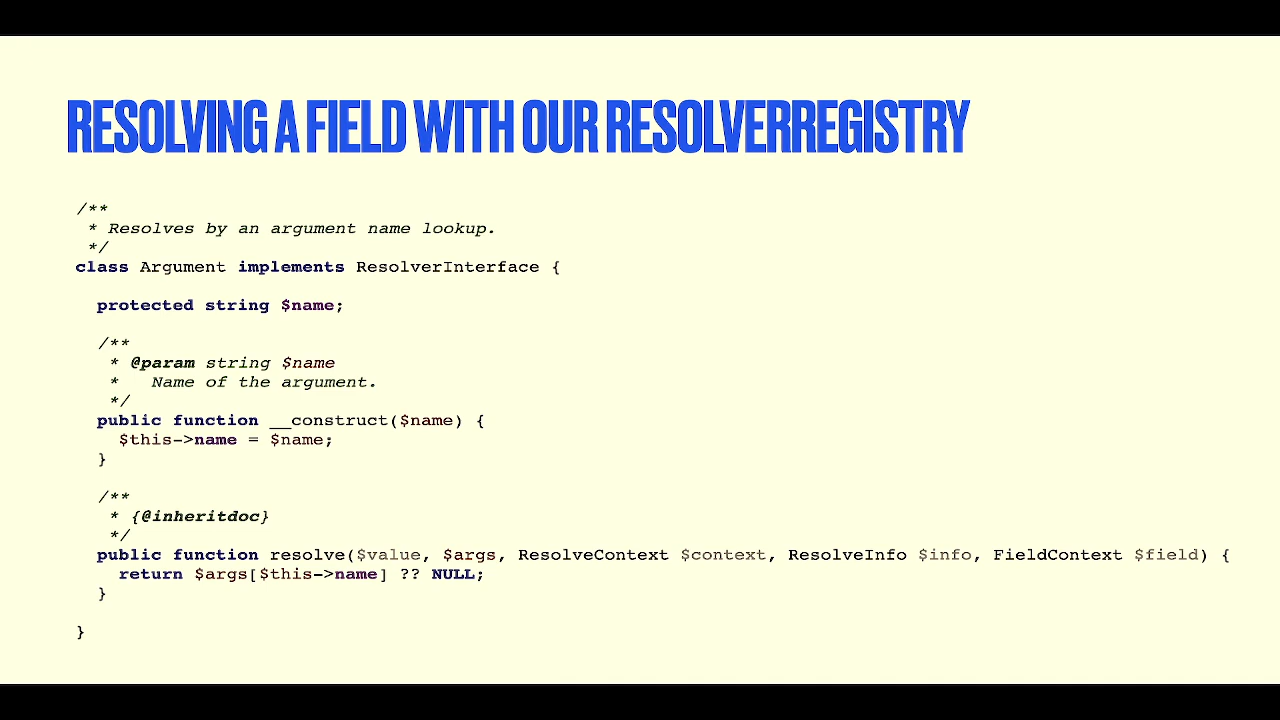 RESOLVING A FIELD WITH OUR RESOLVERREGISTRY
/**
 * Resolves by an argument name lookup.
 */
class Argument implements ResolverInterface {

  protected string $name;

  /**
   * @param string $name
   *   Name of the argument.
   */
  public function __construct($name) {
    $this->name = $name;
  }

  /**
   * {@inheritdoc}
   */
  public function resolve($value, $args, ResolveContext $context, ResolveInfo $info, FieldContext $field) {
    return $args[$this->name] ?? NULL;
  }

}